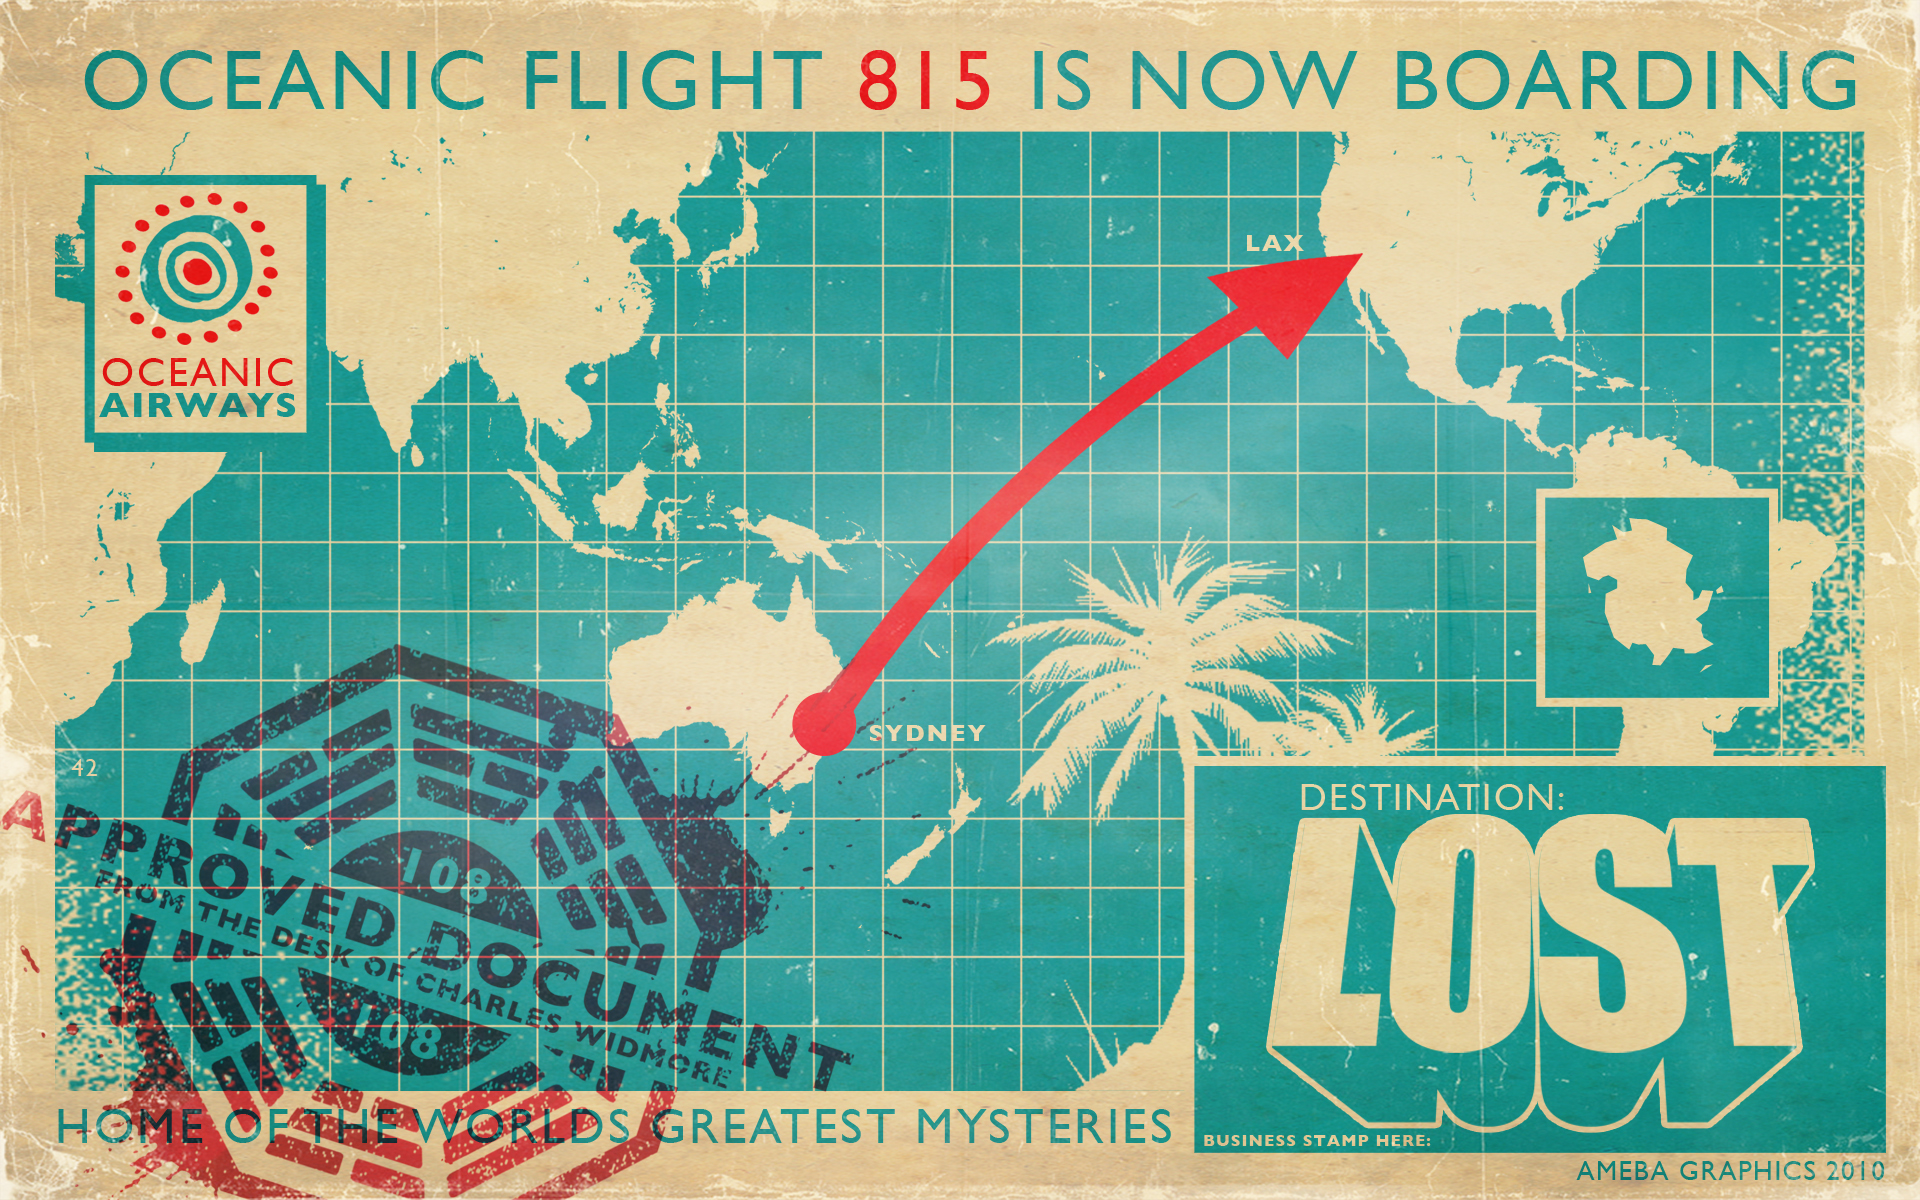 OCEANIC FLIGHT 815 IS NOW BOARDING
OCEANIC
AIRWAYS
LAX
SYDNEY
42
108
APPROVED DOCUMENT
FROM THE DESK OF CHARLES WIDMORE
108
DESTINATION:
LOST
BUSINESS STAMP HERE:
HOME OF THE WORLDS GREATEST MYSTERIES
AMEBA GRAPHICS 2010